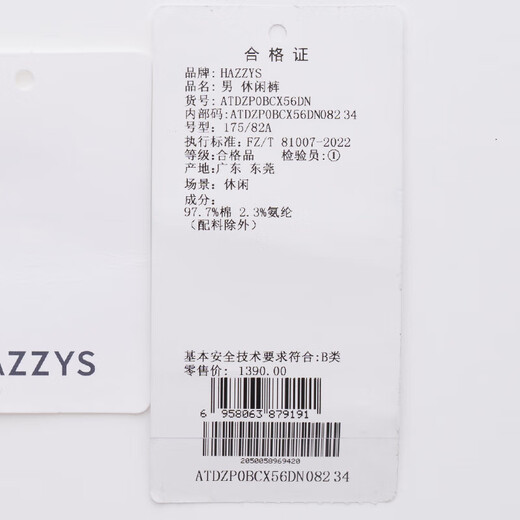 合格证
品牌: HAZZYS
品名: 男 休闲裤
货号: ATDZP0BCX56DN
内部码: ATDZP0BCX56DN08234
号型: 175/82A
执行标准: FZ/T 81007-2022
等级: 合格品 检验员: ①
产地: 广东 东莞
场景: 休闲
成分:
97.7%棉 2.3%氨纶
（配料除外）
基本安全技术要求符合:B类
零售价: 1390.00
6 958063 879191
2050058969420
ATDZP0BCX56DN08234
AZZYS